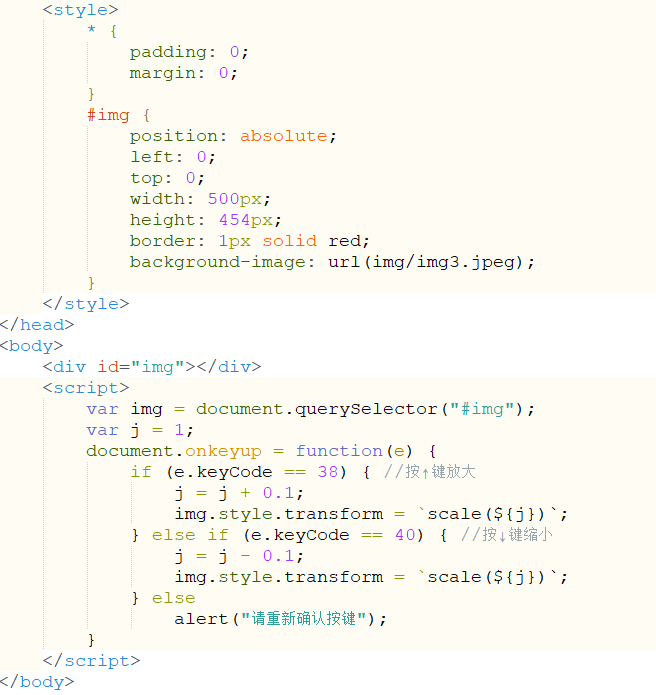 <style>
* {
padding: 0;
margin: 0;
}
#img {
position: absolute;
left: 0;
top: 0;
width: 500px;
height: 454px;
border: 1px solid red;
background-image: url(img/img3.jpeg);
}
</style>
</head>
<body>
<div id="img"></div>
<script>
var img = document.querySelector("#img");
var j = 1;
document.onkeyup = function(e) {
if (e.keyCode == 38) { //按↑键放大
j = j + 0.1;
img.style.transform = `scale(${j})`;
} else if (e.keyCode == 40) { //按↓键缩小
j = j - 0.1;
img.style.transform = `scale(${j})`;
} else
alert("请重新确认按键");
}
</script>
</body>